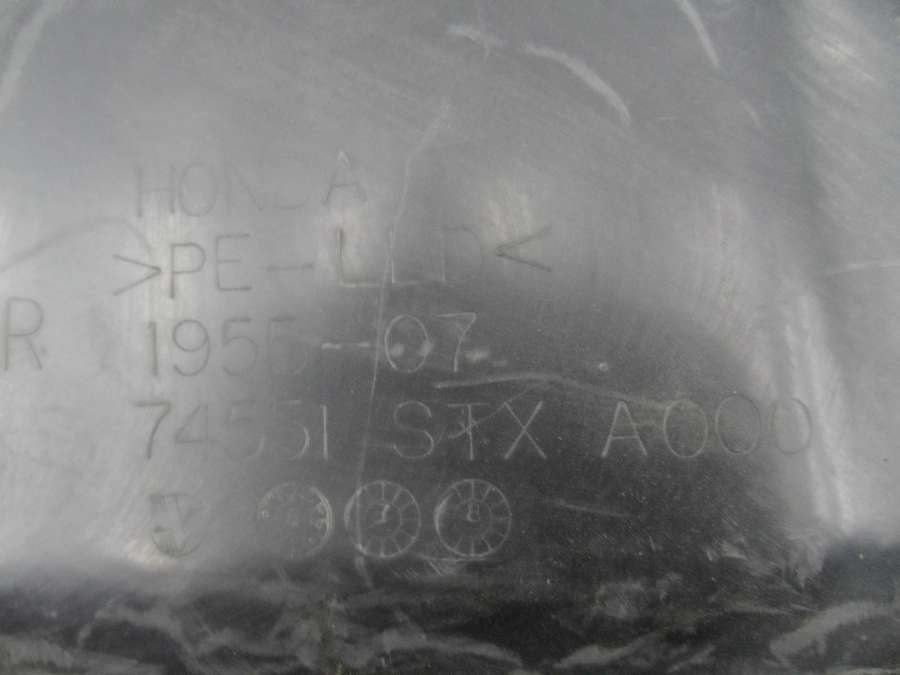 HONDA
>PE-LLD<
R
1955-07
74551 STX A000